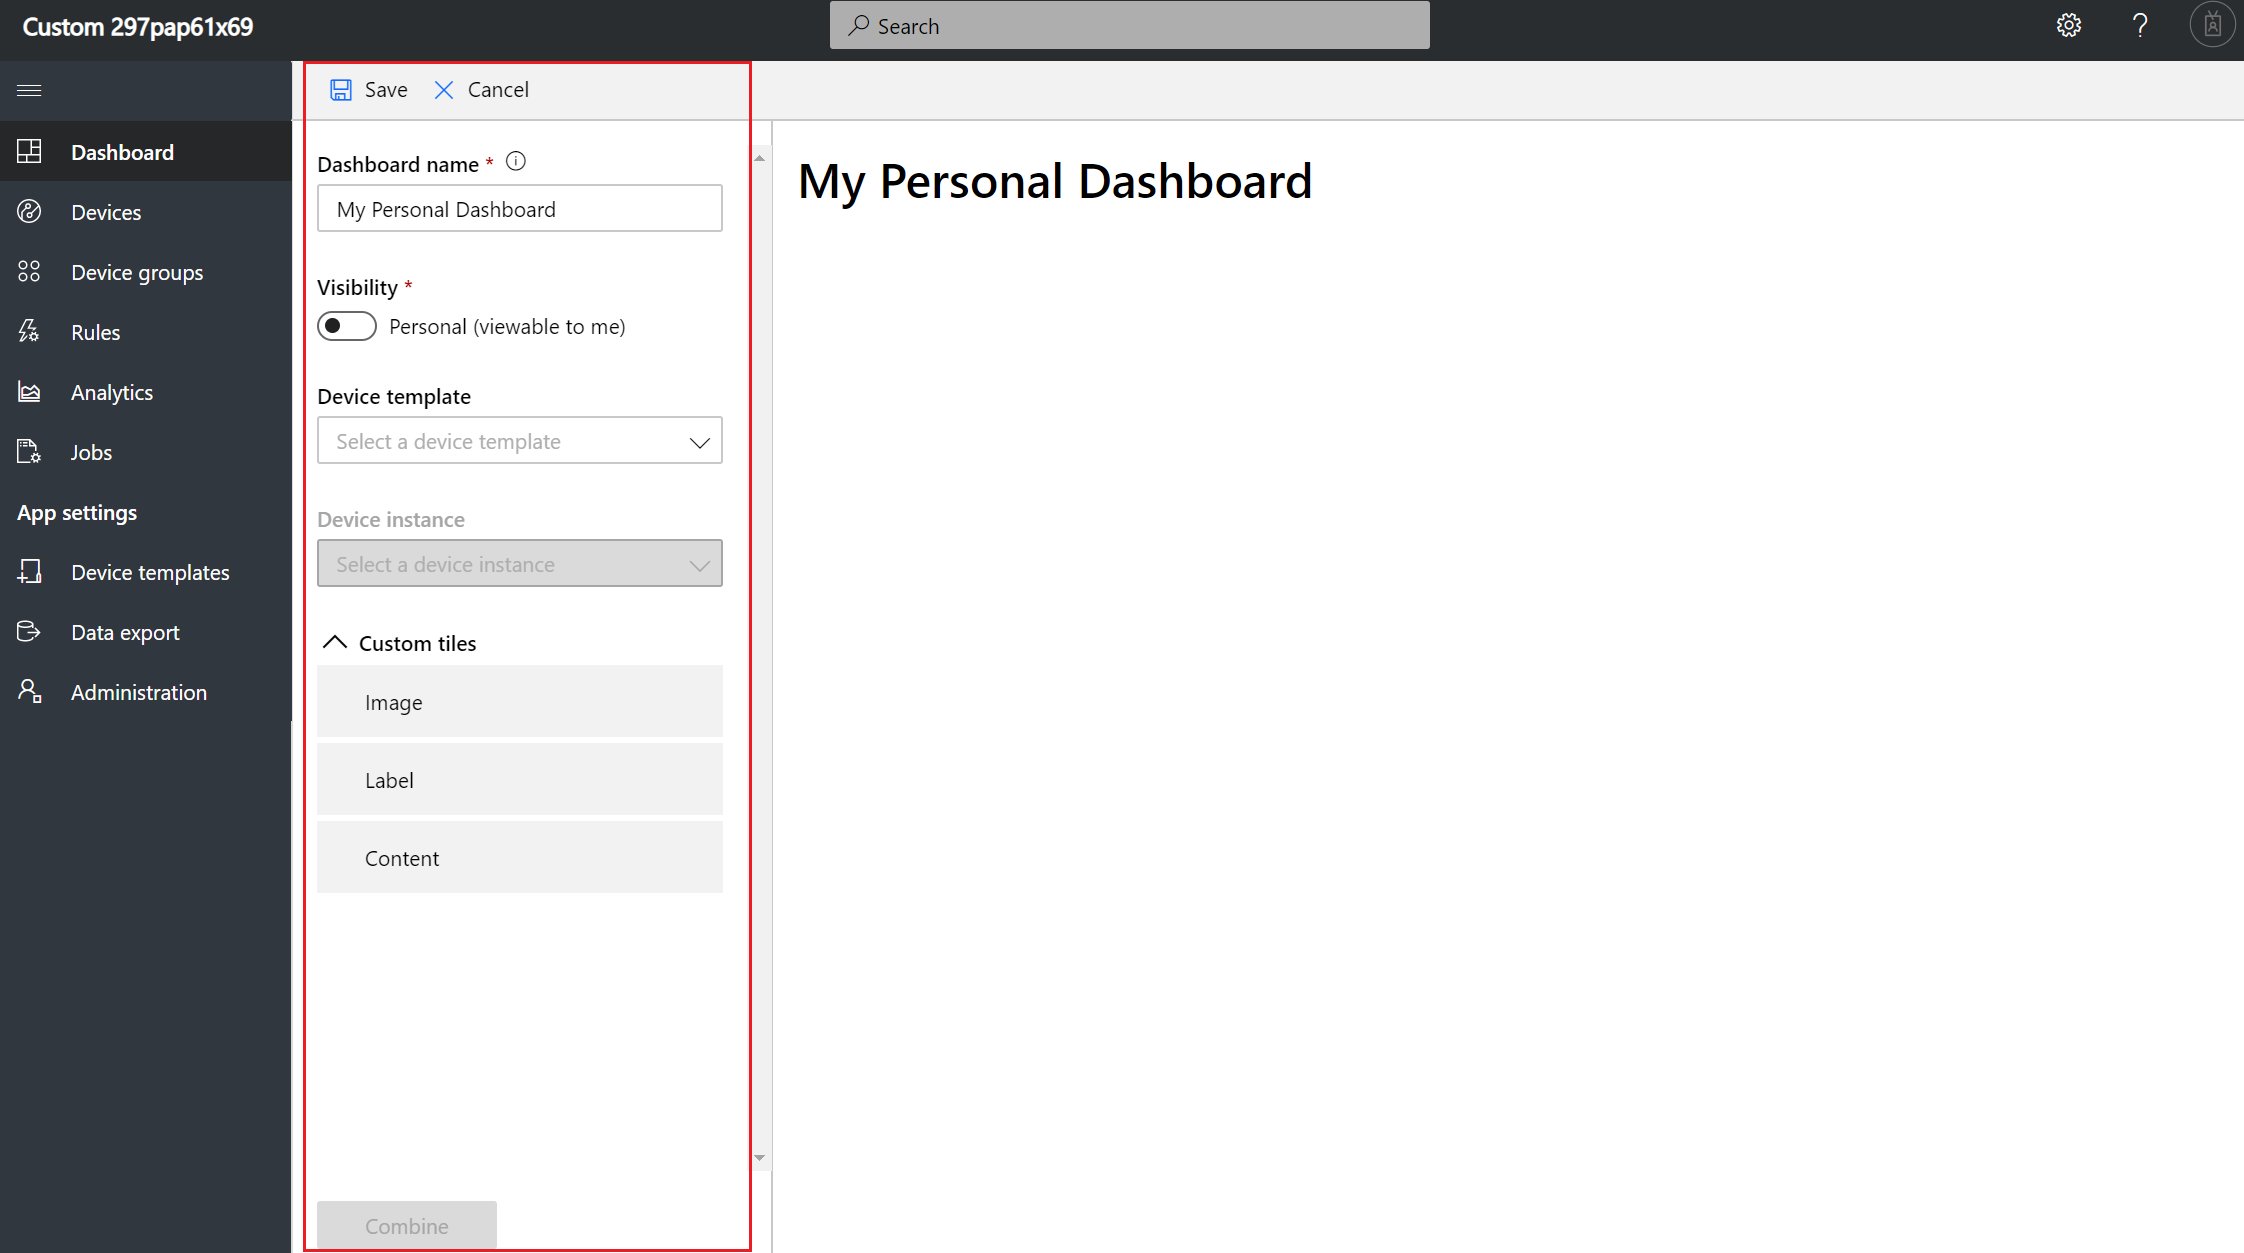 Custom 297pap61x69
Search
?
Save
Cancel
Dashboard
Devices
Device groups
Rules
Analytics
Jobs
App settings
Device templates
Data export
Administration
Dashboard name *
My Personal Dashboard
Visibility *
Personal (viewable to me)
Device template
Select a device template
Device instance
Select a device instance
Custom tiles
Image
Label
Content
Combine
My Personal Dashboard